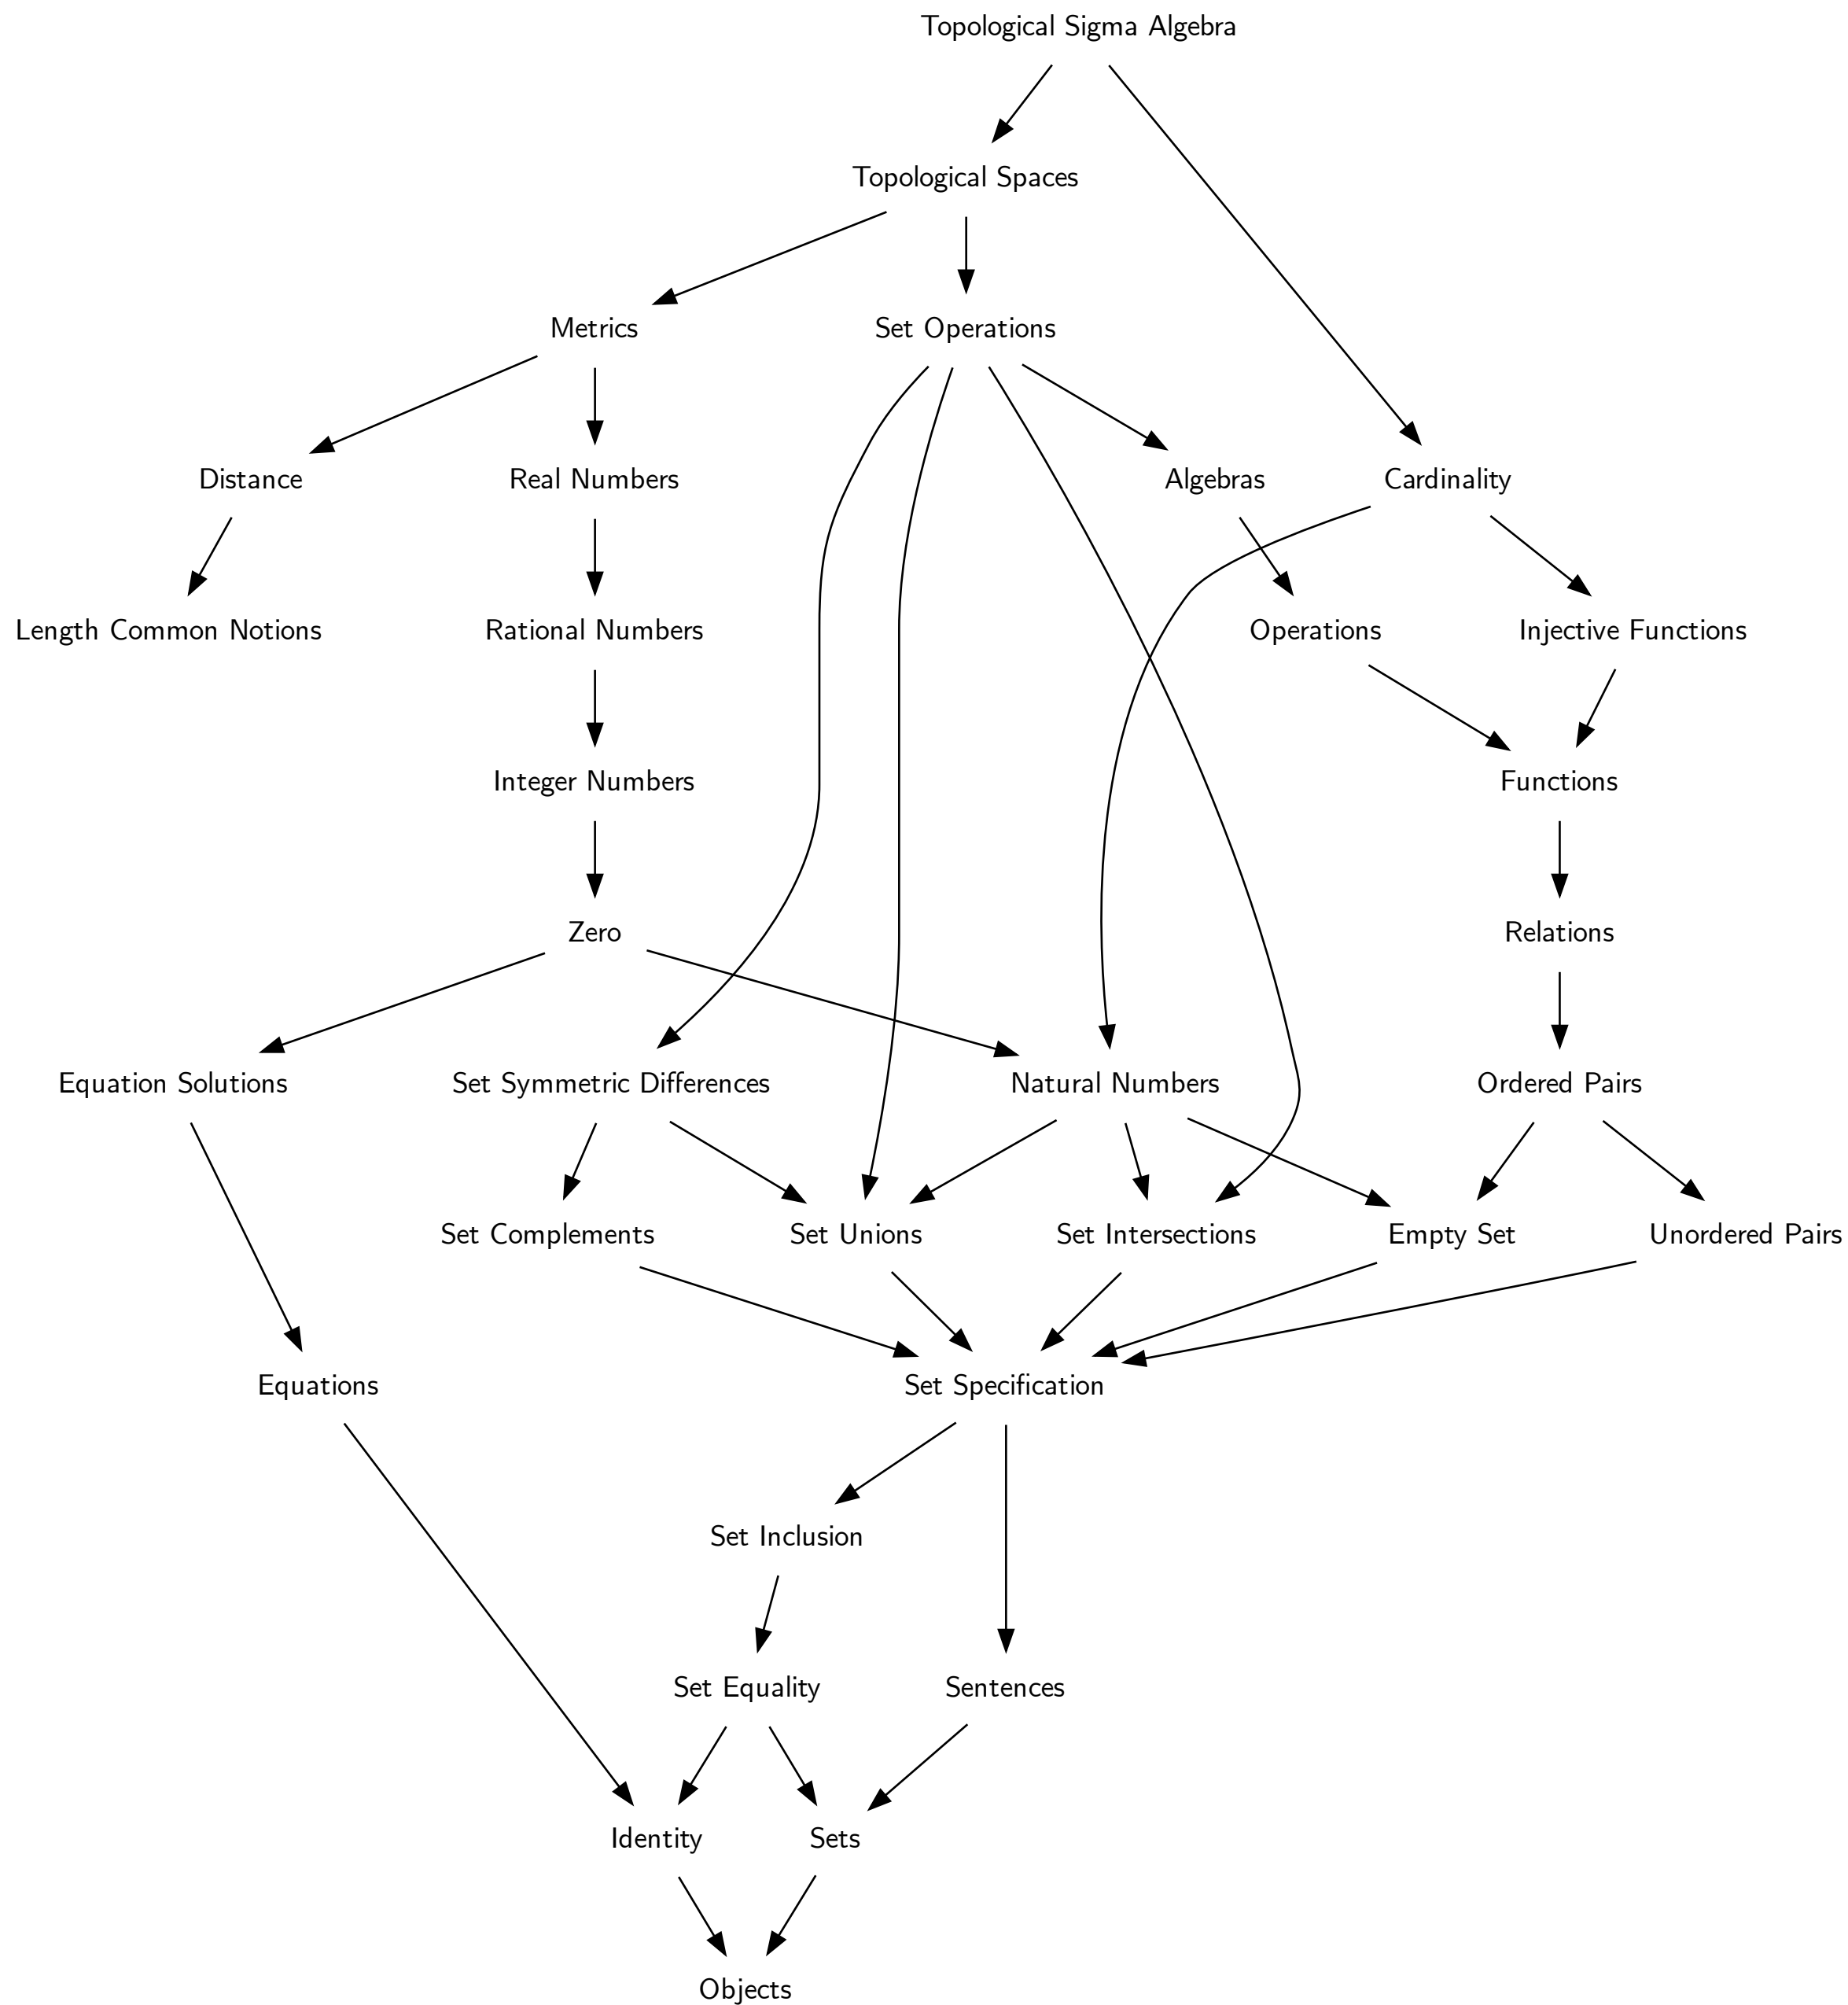 Topological Sigma Algebra
Topological Spaces
Metrics
Set Operations
Distance
Real Numbers
Algebras
Cardinality
Length Common Notions
Rational Numbers
Operations
Injective Functions
Integer Numbers
Functions
Zero
Relations
Equation Solutions
Set Symmetric Differences
Natural Numbers
Ordered Pairs
Set Complements
Set Unions
Set Intersections
Empty Set
Unordered Pairs
Equations
Set Specification
Set Inclusion
Set Equality
Sentences
Identity
Sets
Objects